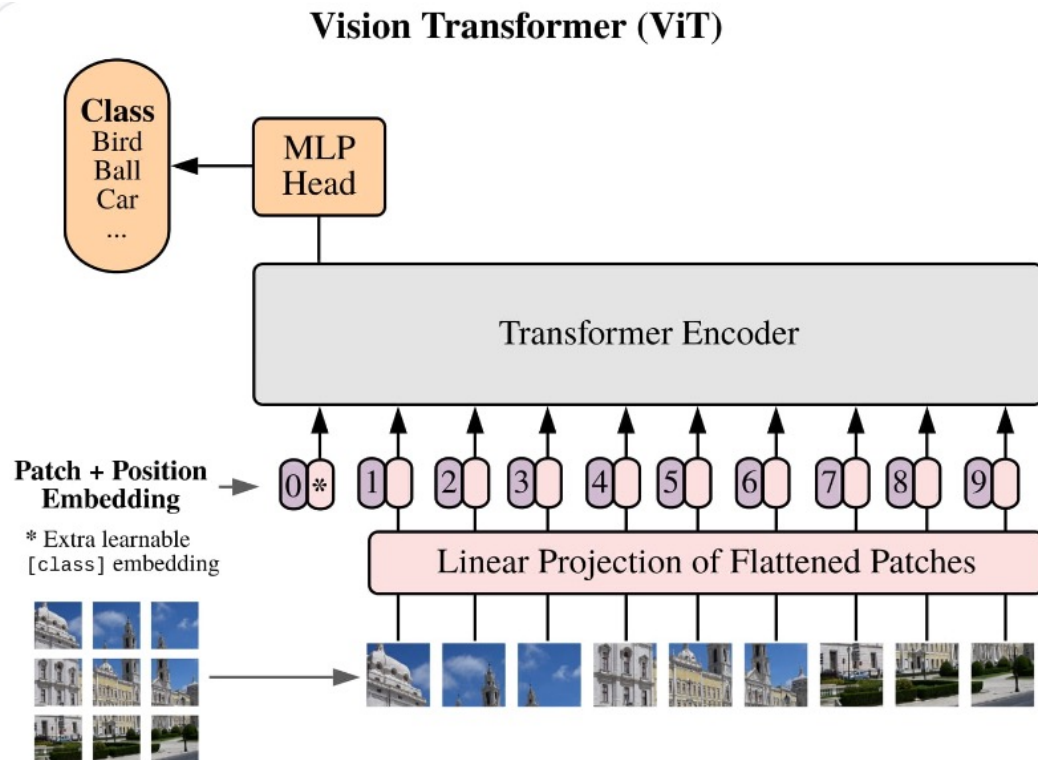 Vision Transformer (ViT)
Class
Bird
Ball
Car
...
MLP
Head
Transformer Encoder
Patch + Position
Embedding
0 * 1 2 3 4 5 6 7 8 9
* Extra learnable
[class] embedding
Linear Projection of Flattened Patches